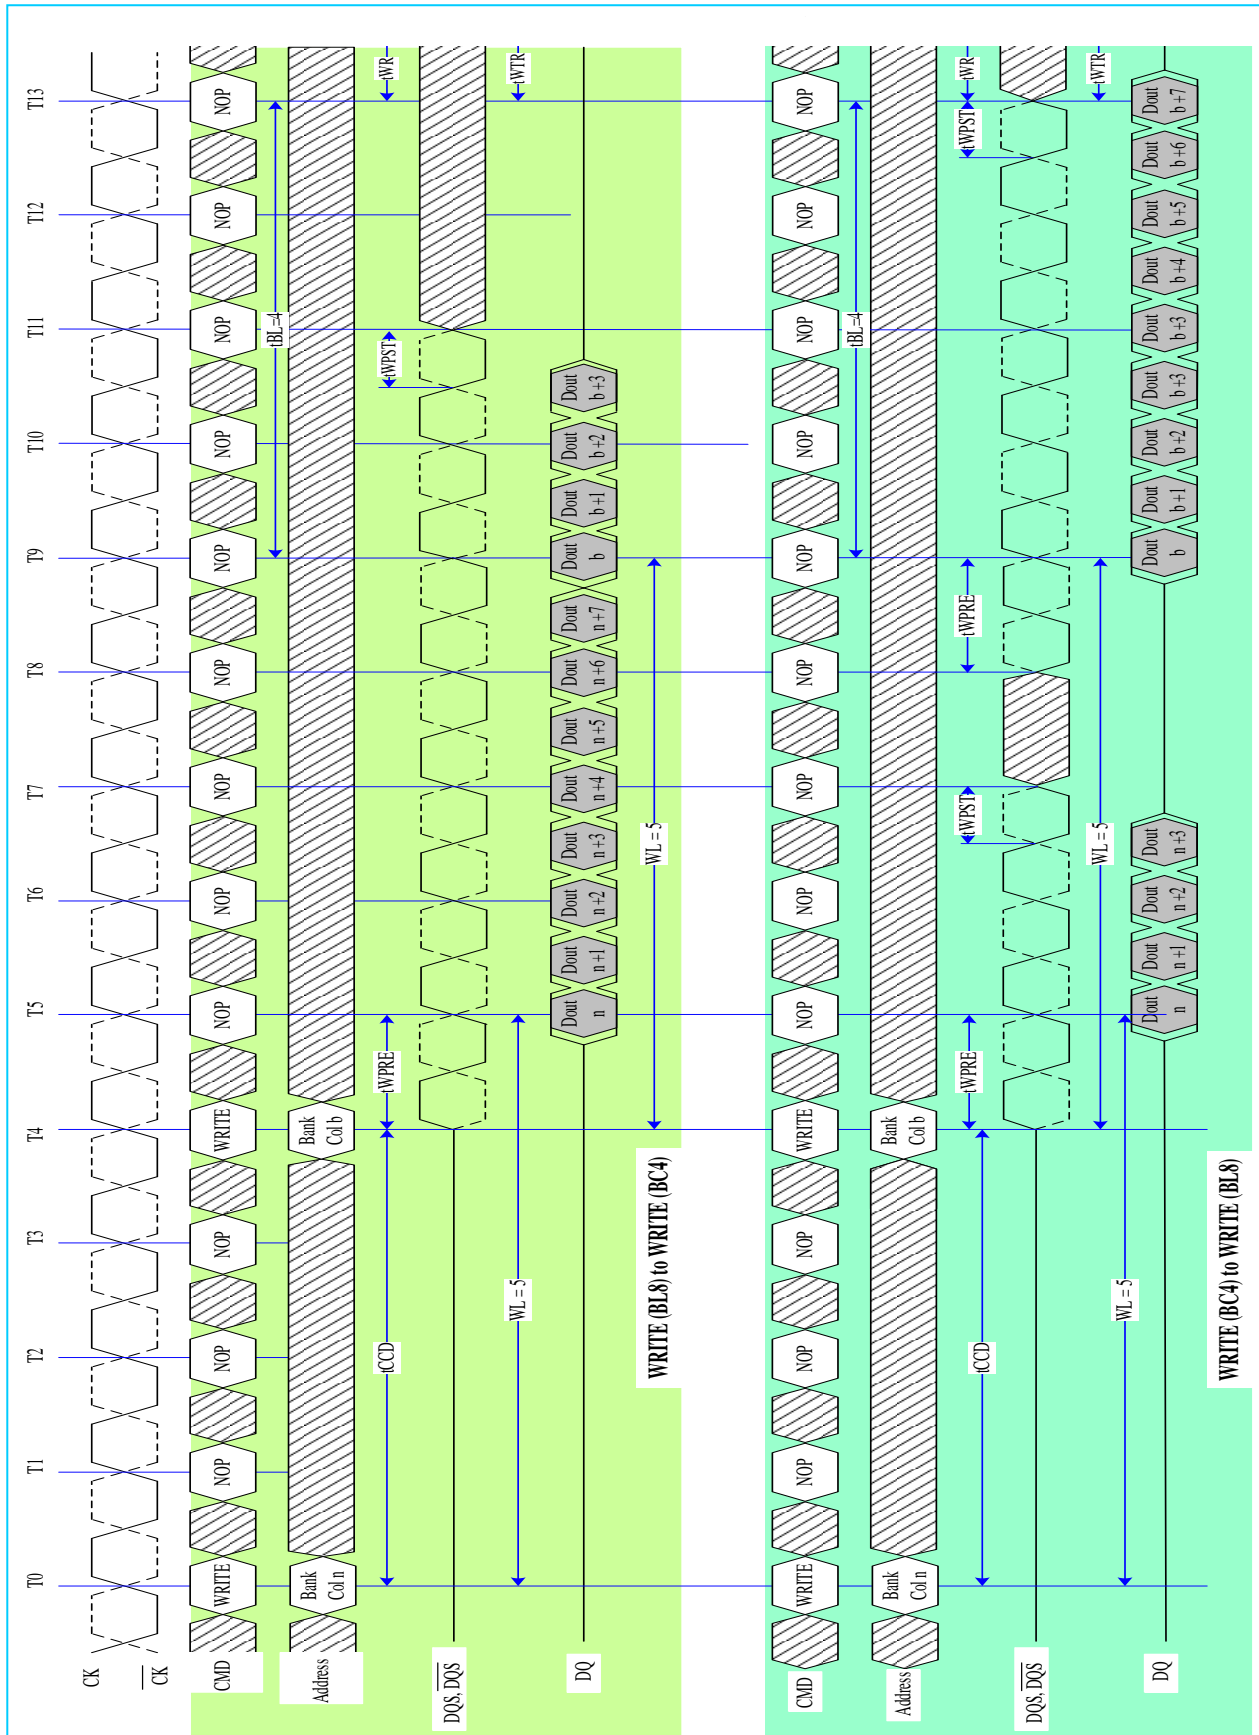 T0 T1 T2 T3 T4 T5 T6 T7 T8 T9 T10 T11 T12 T13
CK
CK
CMD WRITE NOP NOP NOP WRITE NOP NOP NOP NOP NOP NOP NOP NOP NOP
tBL=4
Address Bank Bank
Col n Col b
tCCD tWPRE tWPST tWR
DQS, DQS
WL = 5 tWTR
Dout Dout Dout Dout Dout Dout Dout Dout Dout Dout Dout Dout
DQ n n+1 n+2 n+3 n+4 n+5 n+6 n+7 b b+1 b+2 b+3
WL = 5
WRITE (BL8) to WRITE (BC4)
CMD WRITE NOP NOP NOP WRITE NOP NOP NOP NOP NOP NOP NOP NOP NOP
tBL=4
Address Bank Bank
Col n Col b
tWPRE tWPST tWPRE tWPST tWR
tCCD
DQS, DQS
WL = 5 tWTR
WL = 5
Dout Dout Dout Dout Dout Dout Dout Dout Dout Dout Dout Dout Dout
DQ n n+1 n+2 n+3 b b+1 b+2 b+3 b+3 b+4 b+5 b+6 b+7
WRITE (BC4) to WRITE (BL8)